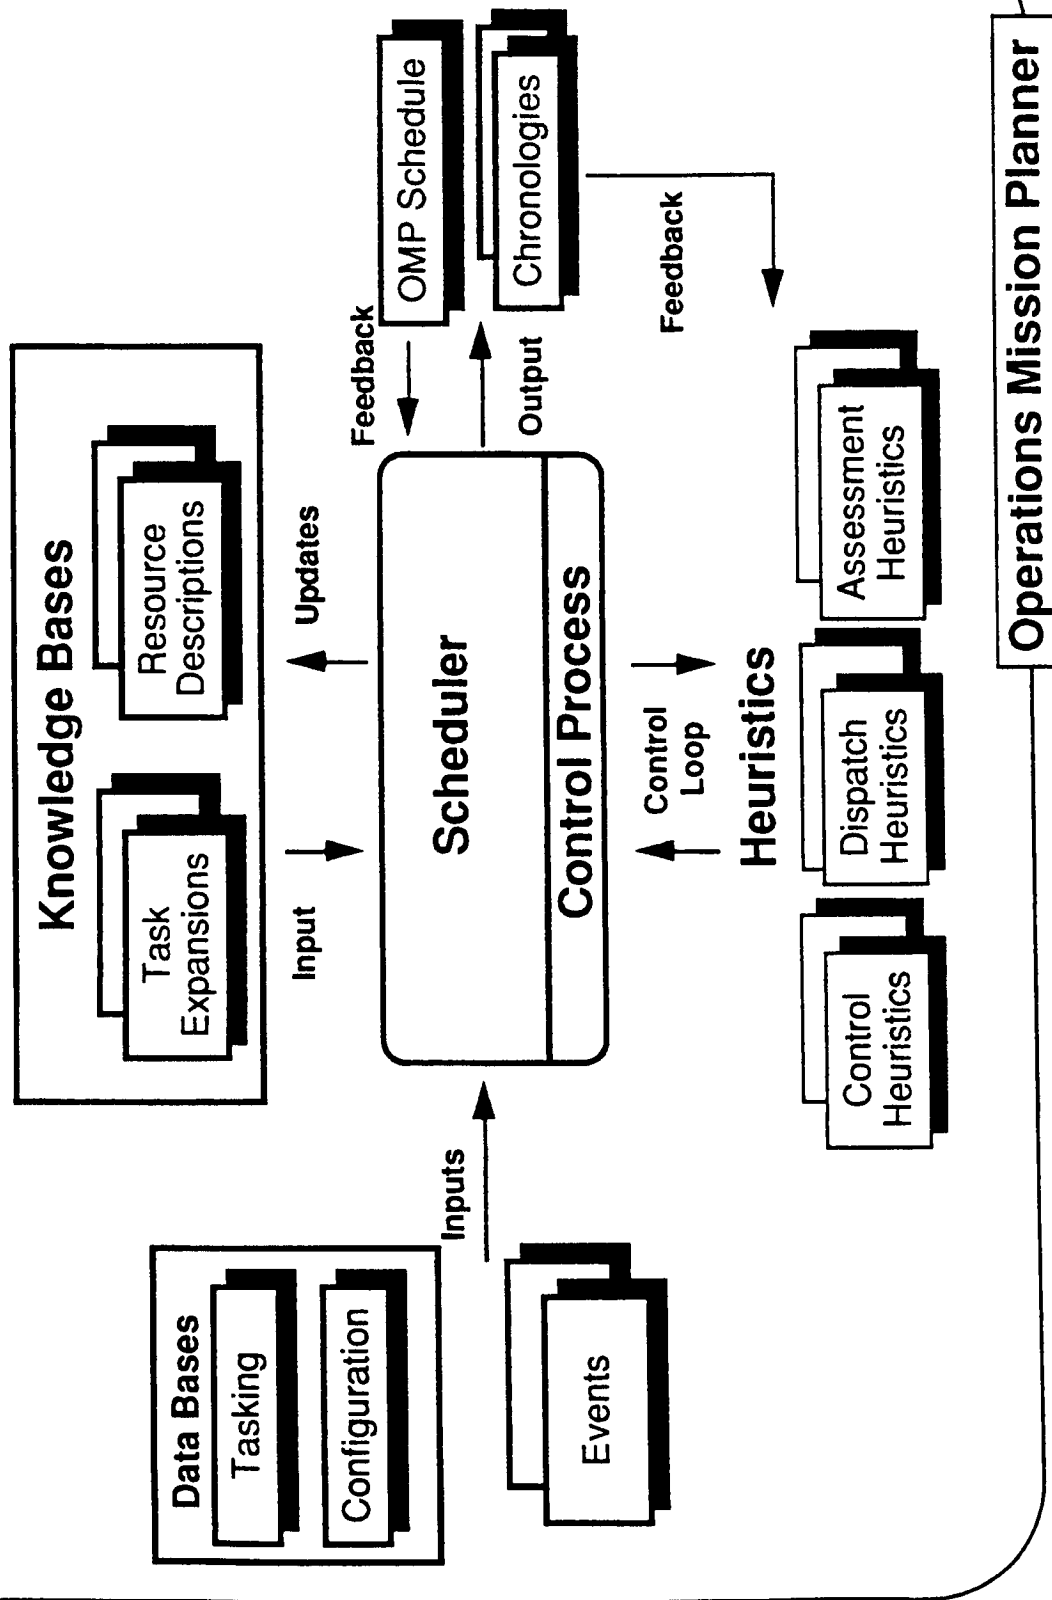 Knowledge Bases
Task
Expansions
Resource
Descriptions
Data Bases
Tasking
Configuration
Events
Inputs
Input
Updates
Scheduler
Control Process
Feedback
Output
OMP Schedule
Chronologies
Feedback
Control
Loop
Heuristics
Control
Heuristics
Dispatch
Heuristics
Assessment
Heuristics
Operations Mission Planner